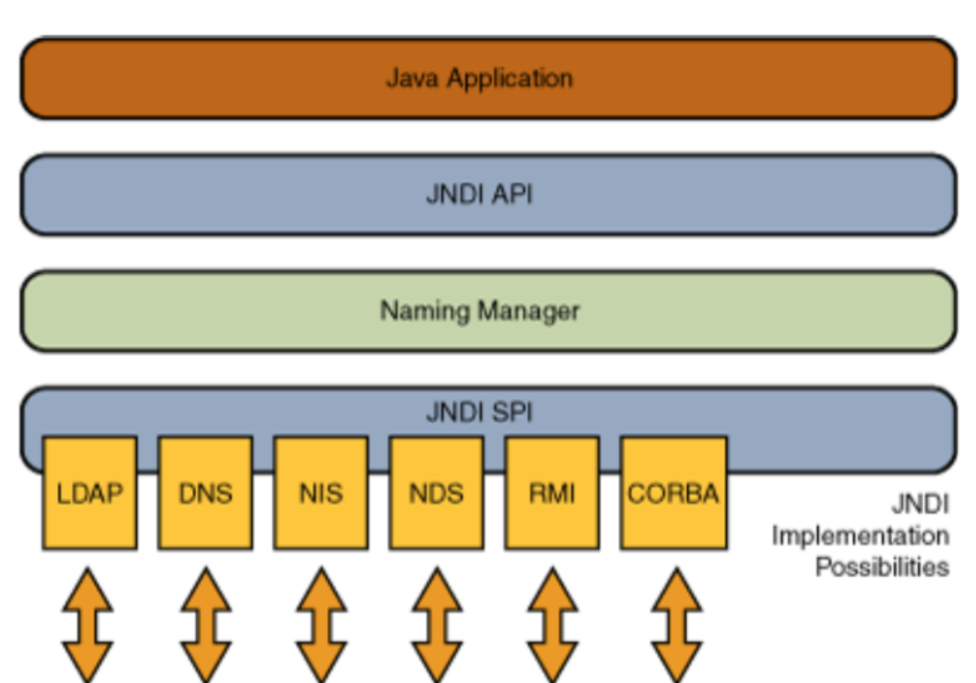 Java Application
JNDI API
Naming Manager
JNDI SPI
LDAP
DNS
NIS
NDS
RMI
CORBA
JNDI
Implementation
Possibilities